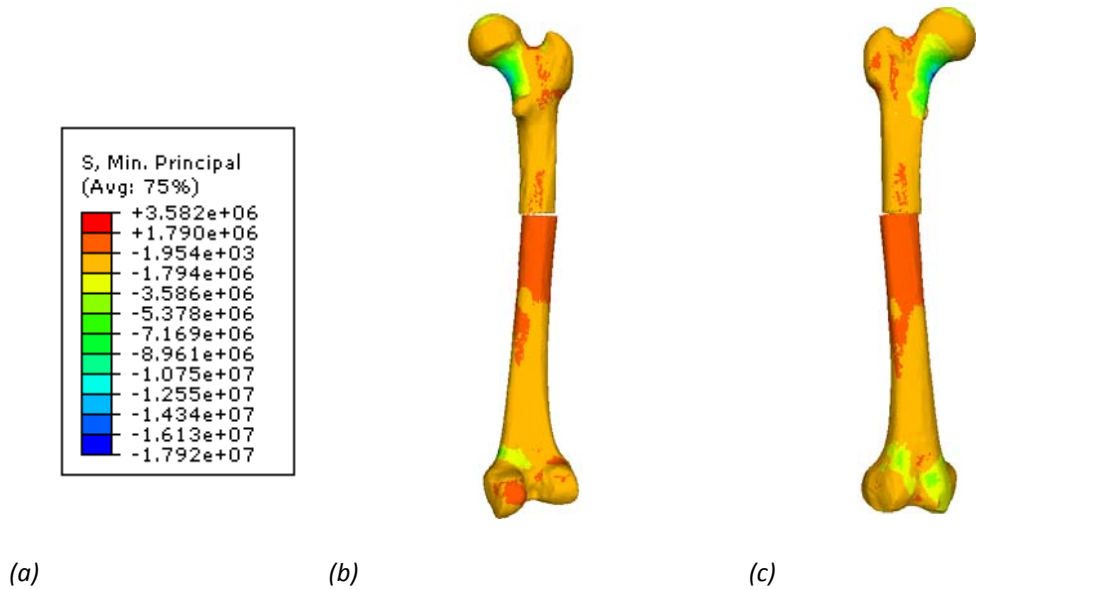 S, Min. Principal
(Avg: 75%)
+3.582e+06
+1.790e+06
-1.954e+03
-1.794e+06
-3.586e+06
-5.378e+06
-7.169e+06
-8.961e+06
-1.075e+07
-1.255e+07
-1.434e+07
-1.613e+07
-1.792e+07
(a) (b) (c)